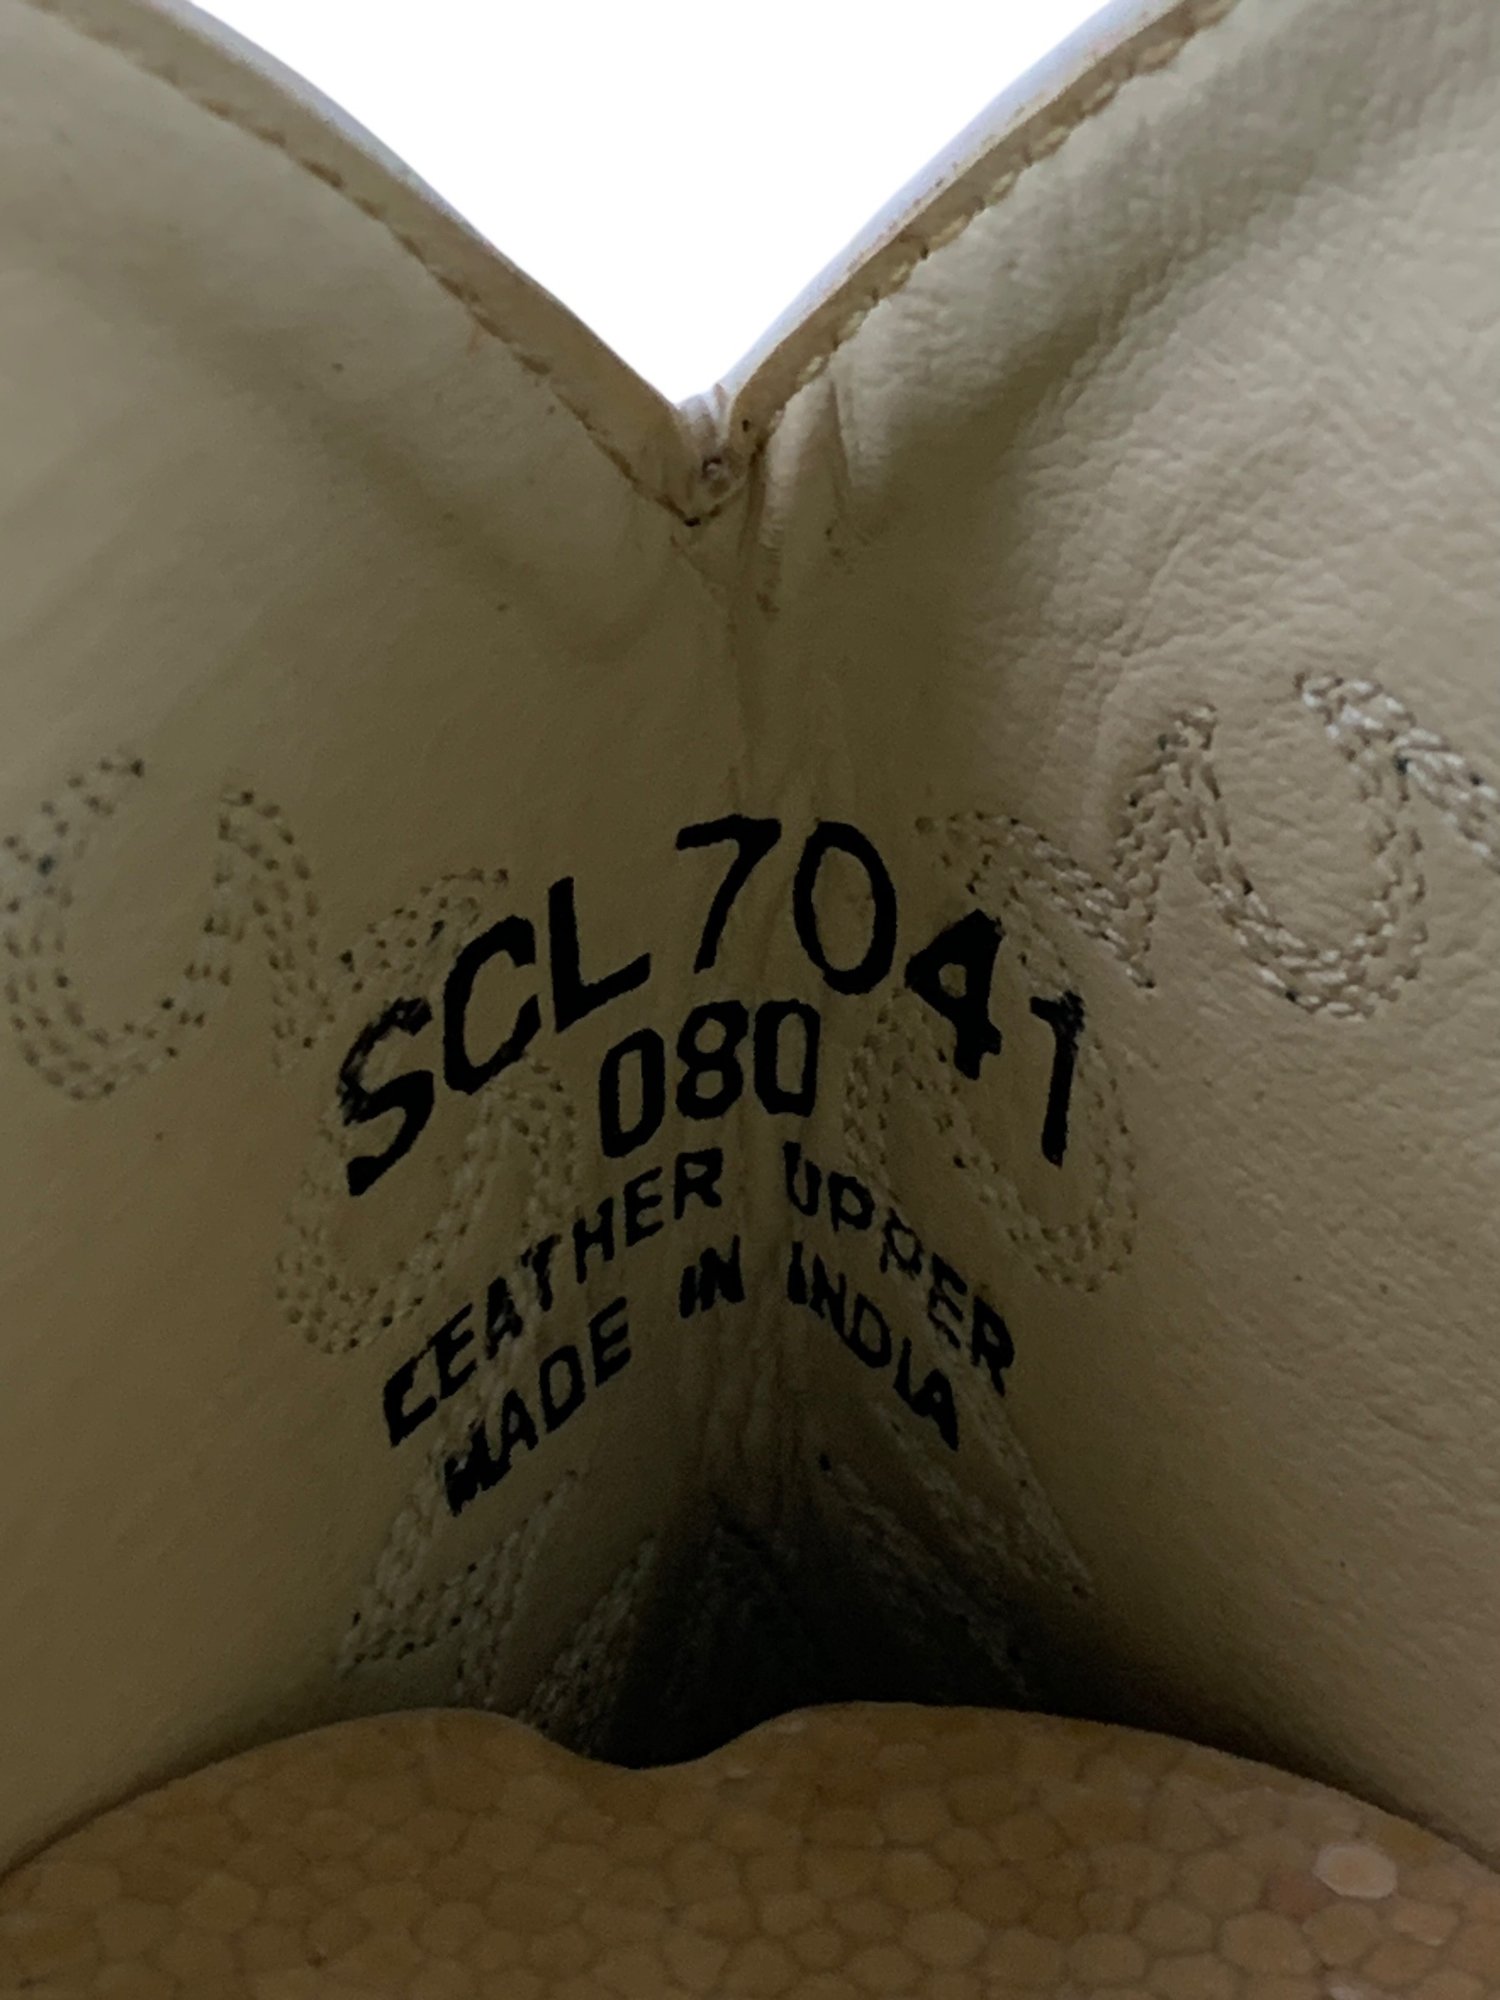 SCL7041
080
LEATHER UPPER
MADE IN INDIA